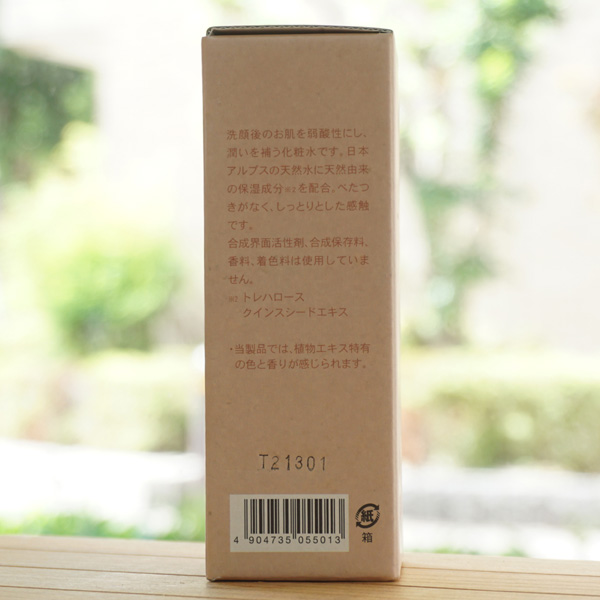 洗顔後のお肌を弱酸性にし、
潤いを補う化粧水です。日本
アルプスの天然水に天然由来
の保湿成分※2を配合。べたつ
きがなく、しっとりとした感触
です。
合成界面活性剤、合成保存料、
香料、着色料は使用していま
せん。
※2 トレハロース
クインスシードエキス
・当製品では、植物エキス特有
の色と香りが感じられます。
T21301
4 904735 055013
紙
箱